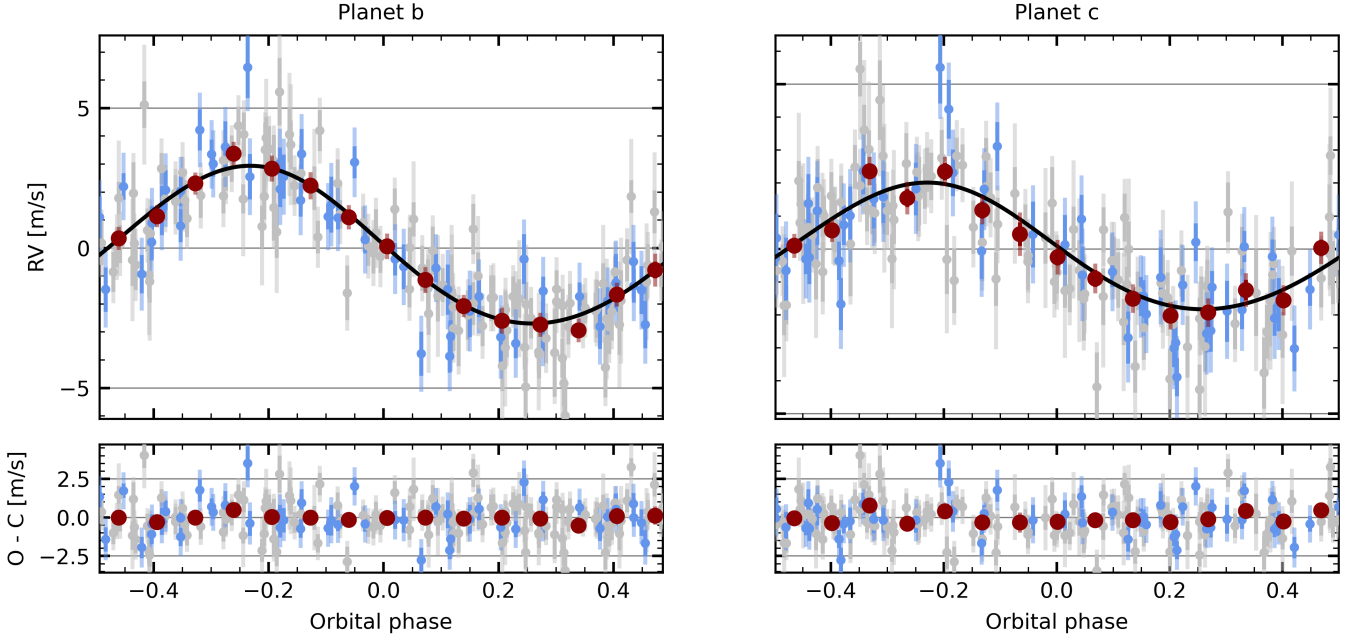 Planet b
Planet c
5
0
−5
RV [m/s]
2.5
0.0
−2.5
O - C [m/s]
−0.4 −0.2 0.0 0.2 0.4
−0.4 −0.2 0.0 0.2 0.4
Orbital phase
Orbital phase